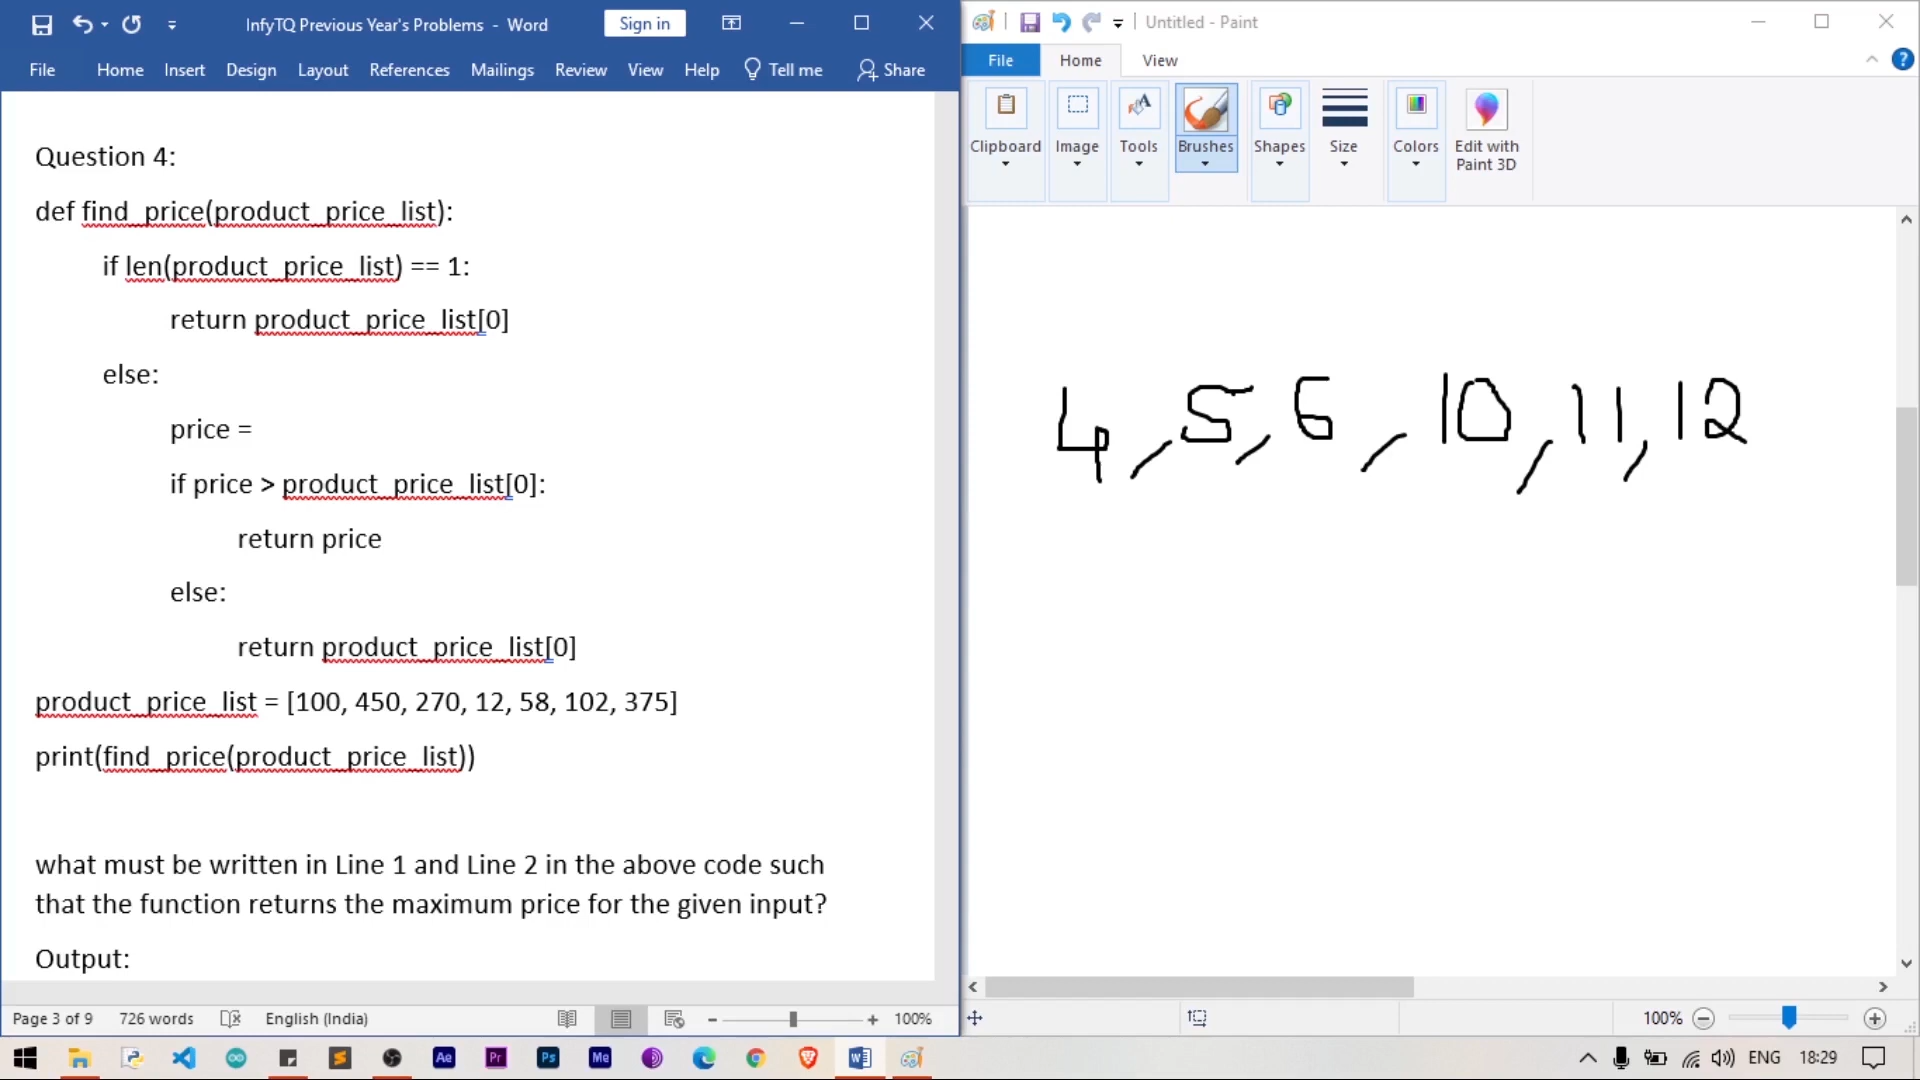 InfyTQ Previous Year's Problems - Word
Sign in
File Home Insert Design Layout References Mailings Review View Help Tell me Share
Question 4:
def find_price(product_price_list):
if len(product_price_list) == 1:
return product_price_list[0]
else:
price =
if price > product_price_list[0]:
return price
else:
return product_price_list[0]
product_price_list = [100, 450, 270, 12, 58, 102, 375]
print(find_price(product_price_list))
what must be written in Line 1 and Line 2 in the above code such
that the function returns the maximum price for the given input?
Output:
Page 3 of 9 726 words English (India) 100%
Untitled - Paint
File Home View
Clipboard Image Tools Brushes Shapes Size Colors Edit with
Paint 3D
4, 5, 6, 10, 11, 12
100%
Ae Pr Ps Me ENG 18:29